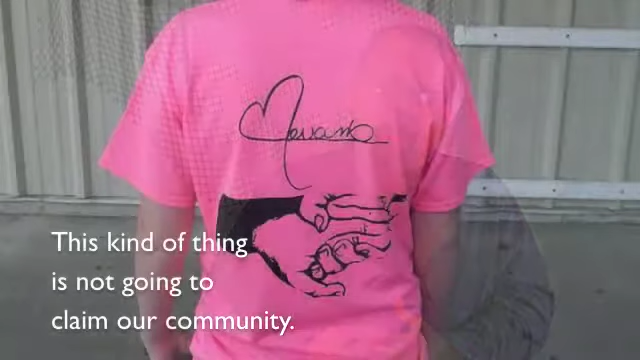 This kind of thing
is not going to
claim our community.